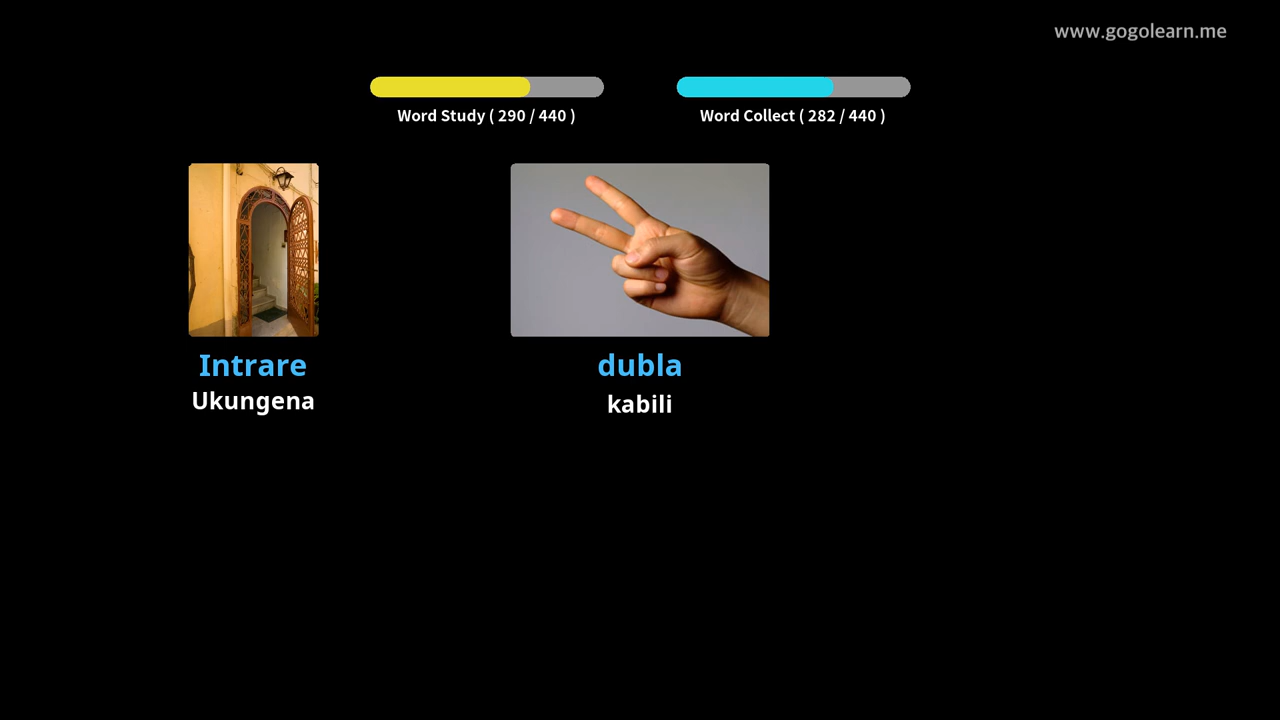 www.gogolearn.me
Word Study ( 290 / 440 )
Word Collect ( 282 / 440 )
Intrare
Ukungena
dubla
kabili